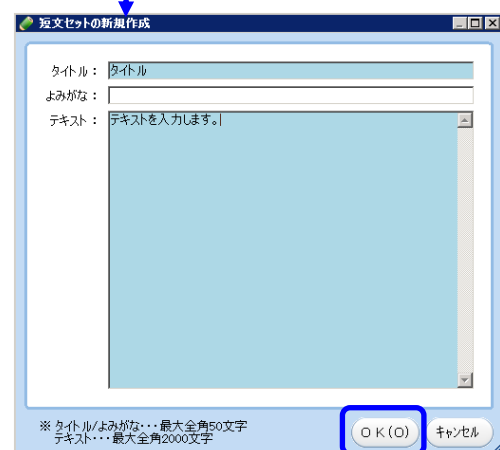 短文セットの新規作成
タイトル： タイトル
よみがな：
テキスト： テキストを入力します。
※ タイトル/よみがな・・・最大全角50文字
テキスト・・・最大全角2000文字
ＯＫ(O) キャンセル